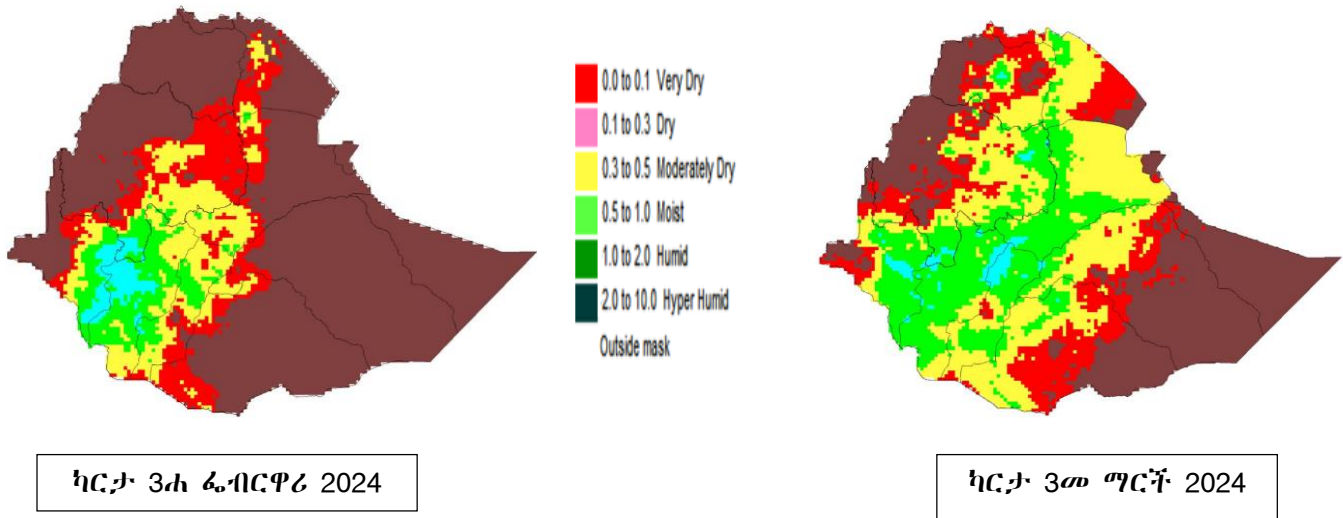 0.0 to 0.1 Very Dry
0.1 to 0.3 Dry
0.3 to 0.5 Moderately Dry
0.5 to 1.0 Moist
1.0 to 2.0 Humid
2.0 to 10.0 Hyper Humid
Outside mask
ካርታ 3ሐ ፌብርዋሪ 2024
ካርታ 3መ ማርች 2024